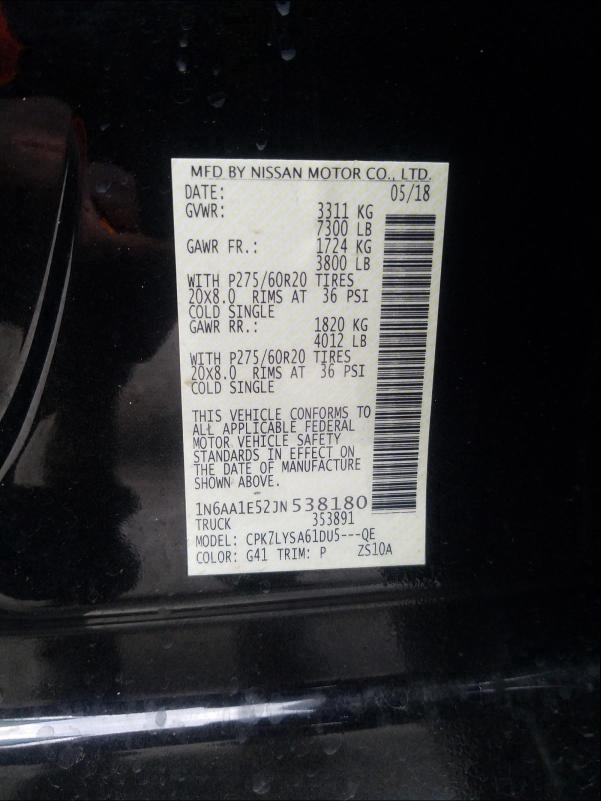 MFD BY NISSAN MOTOR CO., LTD.
DATE: 05/18
GVWR: 3311 KG
7300 LB
GAWR FR.: 1724 KG
3800 LB
WITH P275/60R20 TIRES
20X8.0 RIMS AT 36 PSI
COLD SINGLE
GAWR RR.: 1820 KG
4012 LB
WITH P275/60R20 TIRES
20X8.0 RIMS AT 36 PSI
COLD SINGLE
THIS VEHICLE CONFORMS TO
ALL APPLICABLE FEDERAL
MOTOR VEHICLE SAFETY
STANDARDS IN EFFECT ON
THE DATE OF MANUFACTURE
SHOWN ABOVE.
1N6AA1E52JN538180
TRUCK 353891
MODEL: CPK7LYSA61DU5---QE
COLOR: G41 TRIM: P ZS10A